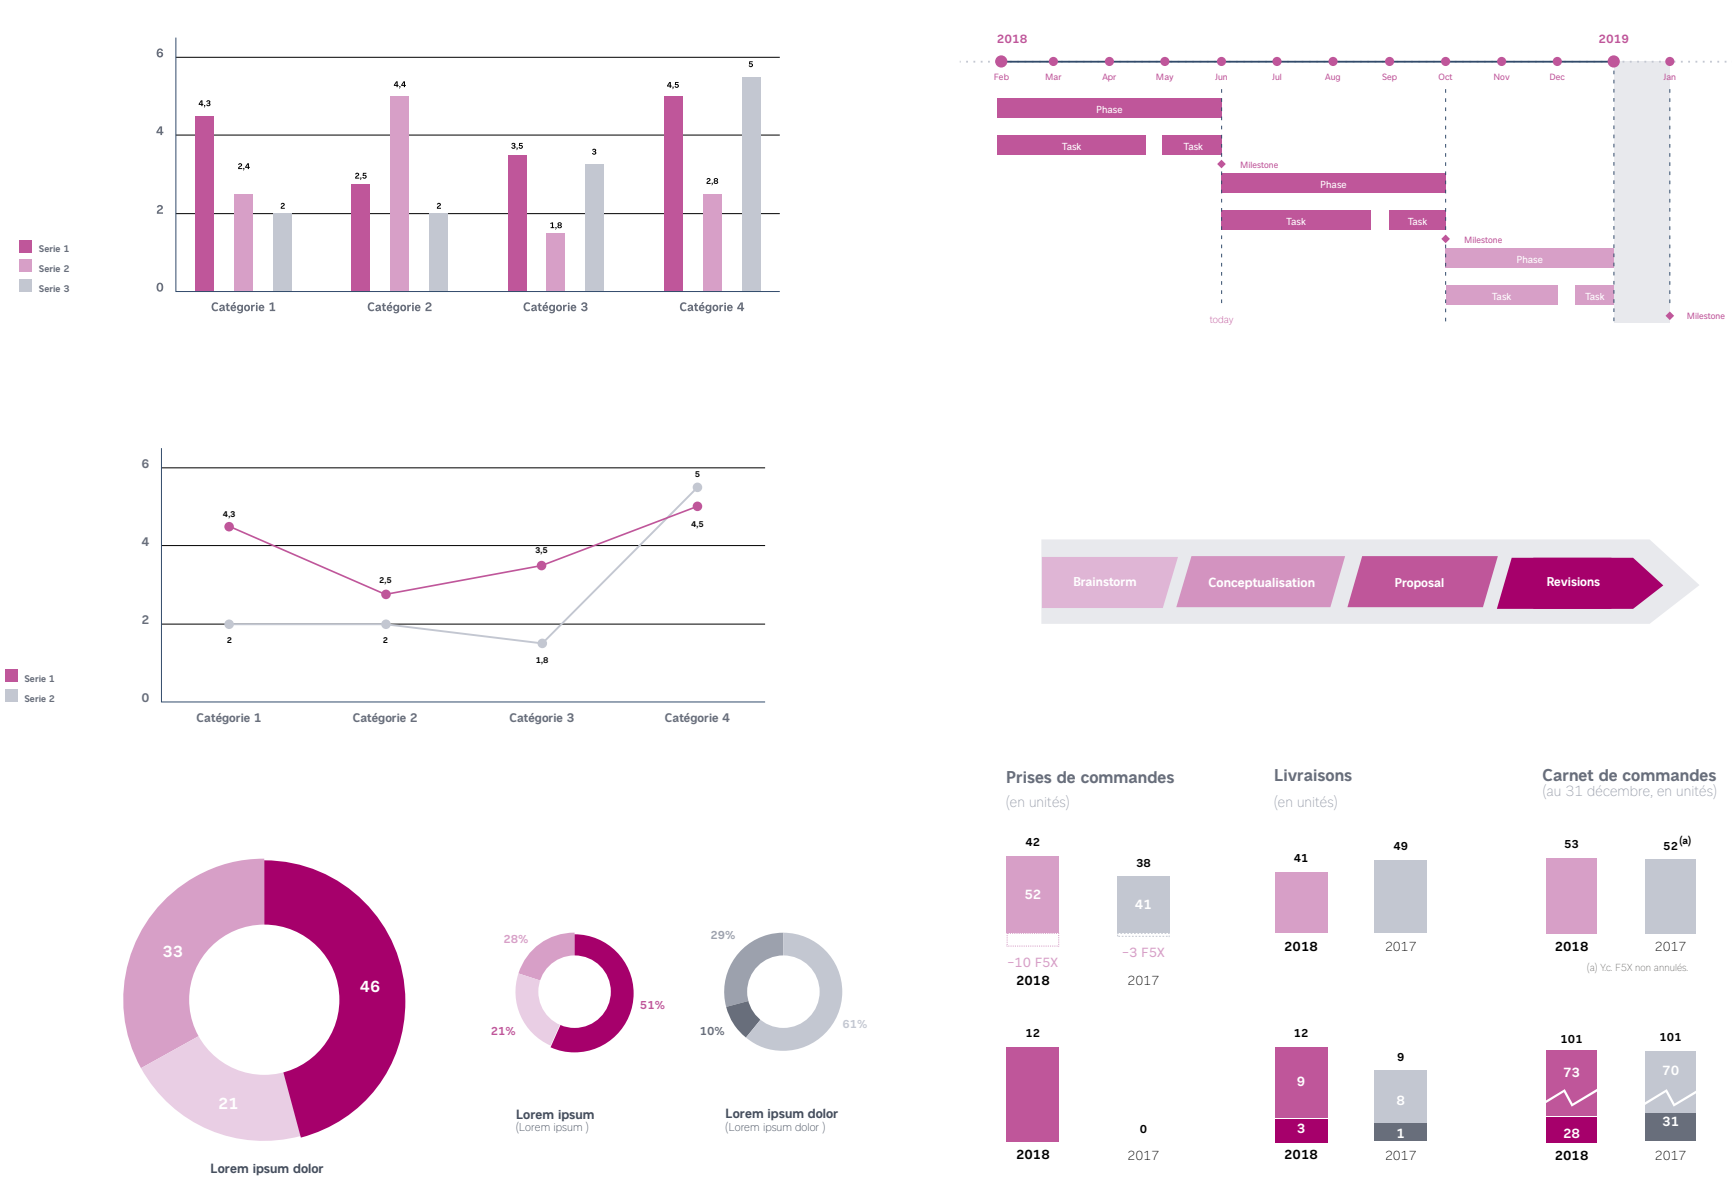 6
4
2
0
4,3
2,4
2
2,5
4,4
2
3,5
1,8
3
4,5
2,8
5
Serie 1
Serie 2
Serie 3
Catégorie 1
Catégorie 2
Catégorie 3
Catégorie 4
2018
2019
Feb
Mar
Apr
May
Jun
Jul
Aug
Sep
Oct
Nov
Dec
Jan
Phase
Task
Task
Milestone
Phase
Task
Task
Milestone
Phase
Task
Task
Milestone
today
6
4
2
0
4,3
2,5
3,5
5
4,5
2
2
1,8
Serie 1
Serie 2
Catégorie 1
Catégorie 2
Catégorie 3
Catégorie 4
Brainstorm
Conceptualisation
Proposal
Revisions
33
46
21
Lorem ipsum dolor
28%
51%
21%
Lorem ipsum
(Lorem ipsum )
29%
10%
61%
Lorem ipsum dolor
(Lorem ipsum dolor )
Prises de commandes
(en unités)
42
52
–10 F5X
2018
38
41
–3 F5X
2017
12
2018
0
2017
Livraisons
(en unités)
41
2018
49
2017
12
9
3
2018
9
8
1
2017
Carnet de commandes
(au 31 décembre, en unités)
53
2018
52(a)
2017
(a) Y.c. F5X non annulés.
101
73
28
2018
101
70
31
2017